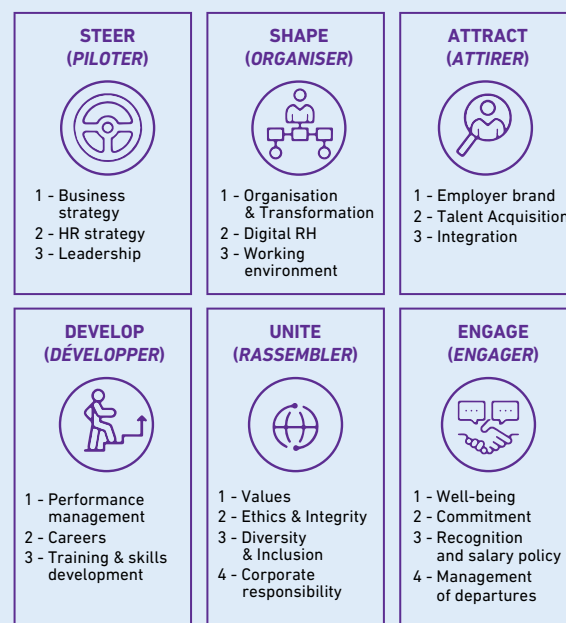 STEER
(PILOTER)
1 - Business
strategy
2 - HR strategy
3 - Leadership
SHAPE
(ORGANISER)
1 - Organisation
& Transformation
2 - Digital RH
3 - Working
environment
ATTRACT
(ATTIRER)
1 - Employer brand
2 - Talent Acquisition
3 - Integration
DEVELOP
(DÉVELOPPER)
1 - Performance
management
2 - Careers
3 - Training & skills
development
UNITE
(RASSEMBLER)
1 - Values
2 - Ethics & Integrity
3 - Diversity
& Inclusion
4 - Corporate
responsibility
ENGAGE
(ENGAGER)
1 - Well-being
2 - Commitment
3 - Recognition
and salary policy
4 - Management
of departures